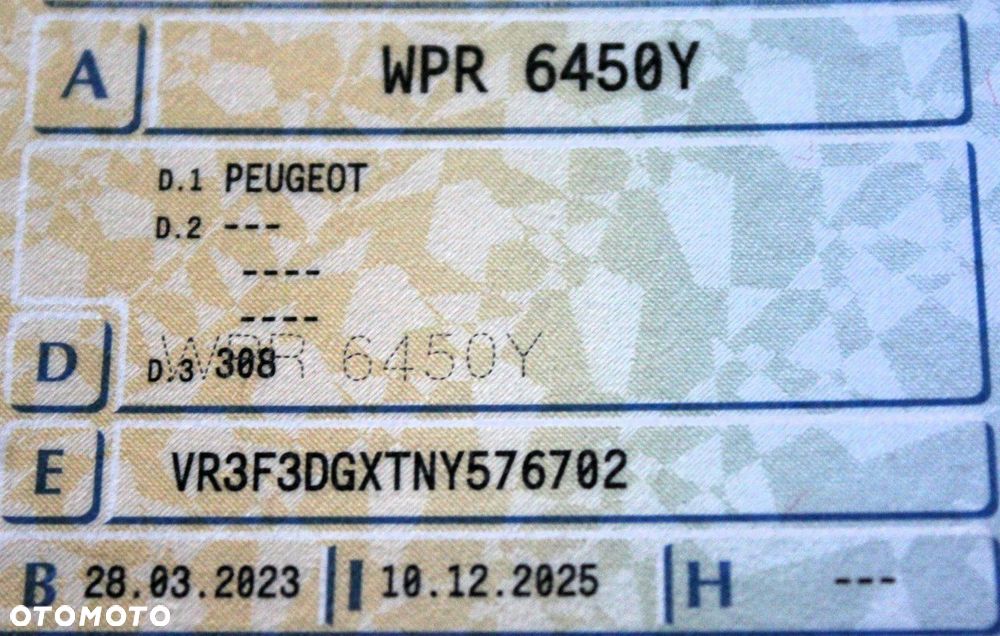 A WPR 6450Y
D.1 PEUGEOT
D.2 ---
----
----
WPR 6450Y
D D.3 308
E VR3F3DGXTNY576702
B 28.03.2023 I 10.12.2025 H ---
OTOMOTO